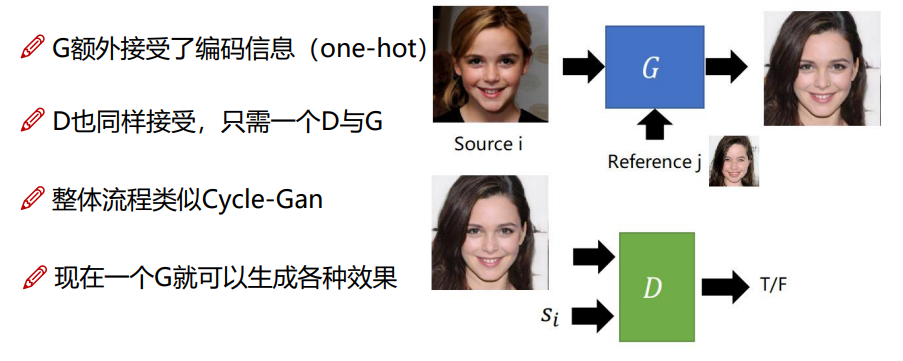 G额外接受了编码信息（one-hot）
D也同样接受，只需一个D与G
整体流程类似Cycle-Gan
现在一个G就可以生成各种效果
G
Source i
Reference j
D
T/F
sᵢ